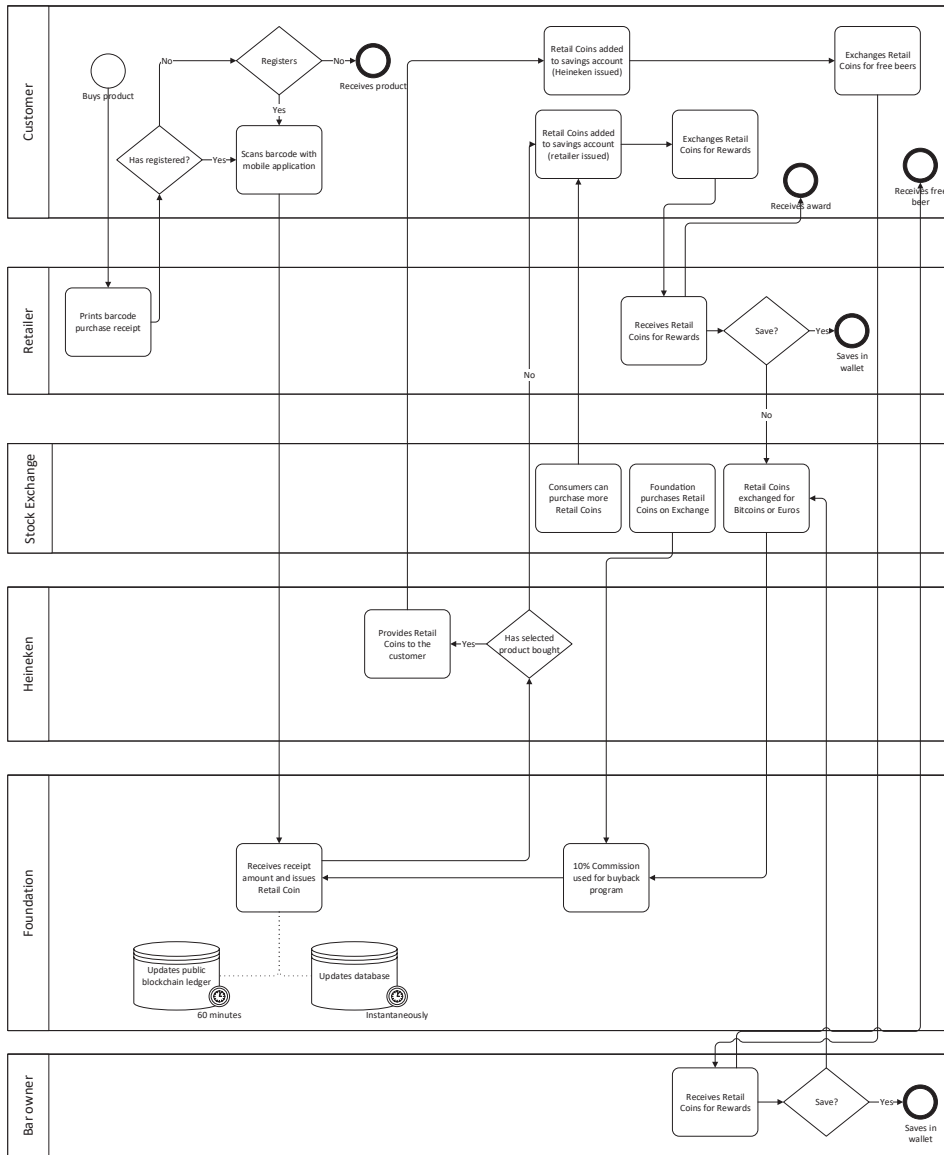 Customer
Buys product
Has registered?
No
Yes
Registers
No
Yes
Receives product
Scans barcode with
mobile application
Retail Coins added
to savings account
(Heineken issued)
Exchanges Retail
Coins for free beers
Retail Coins added
to savings account
(retailer issued)
Exchanges Retail
Coins for Rewards
Receives award
Receives free
beer
Retailer
Prints barcode
purchase receipt
Receives Retail
Coins for Rewards
Save?
Yes
Saves in
wallet
No
No
Stock Exchange
Consumers can
purchase more
Retail Coins
Foundation
purchases Retail
Coins on Exchange
Retail Coins
exchanged for
Bitcoins or Euros
Heineken
Provides Retail
Coins to the
customer
Yes
Has selected
product bought
Foundation
Receives receipt
amount and issues
Retail Coin
10% Commission
used for buyback
program
Updates public
blockchain ledger
60 minutes
Updates database
Instantaneously
Barowner
Receives Retail
Coins for Rewards
Save?
Yes
Saves in
wallet